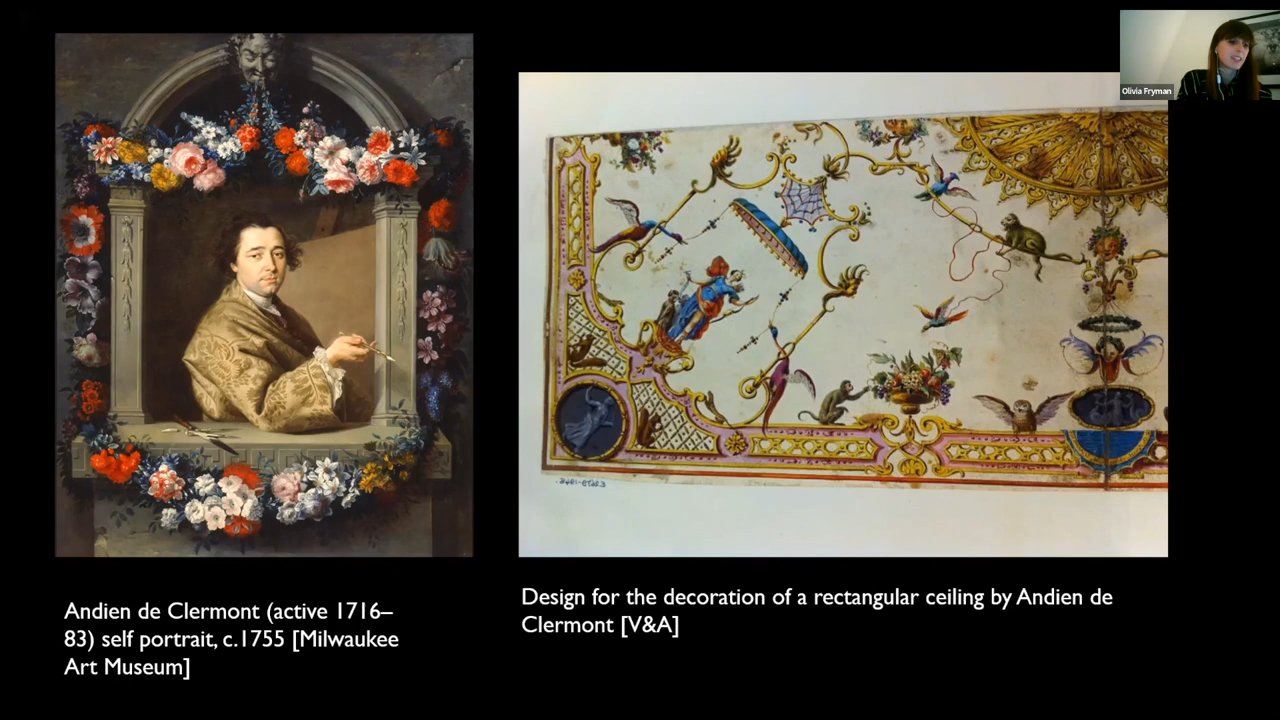 Olivia Fryman
Andien de Clermont (active 1716–
83) self portrait, c.1755 [Milwaukee
Art Museum]
Design for the decoration of a rectangular ceiling by Andien de
Clermont [V&A]